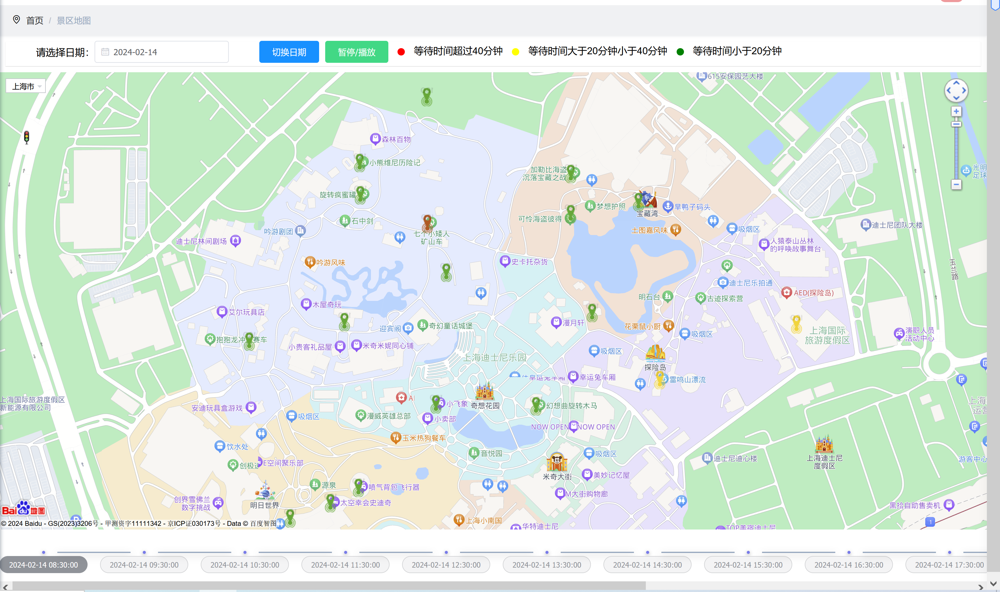 首页 / 景区地图
请选择日期： 2024-02-14 切换日期 暂停/播放 等待时间超过40分钟 等待时间大于20分钟小于40分钟 等待时间小于20分钟
615安保园艺大楼
上海市
森林百物
小熊维尼历险记
加勒比海盗
沉落宝藏之战
光明
足球
旋转疯蜜罐
梦想护照
宝藏湾
旱鸭子码头
可怜海盗彼得
石中剑
吟游剧团
七个小矮人
矿山车
土图嘉风味
吸烟区
迪士尼团队大楼
迪士尼林间剧场
人猿泰山丛林
的呼唤故事舞台
吟游风味
史卡托杂货
玉兰路
迪士尼乐拍通
明石台
古迹探索营
AED(探险岛)
木屋奇玩
艾尔玩具店
漫月轩
迎宾阁
奇幻童话城堡
花栗鼠小厨
吸烟区
上海国际
旅游度假区
演职人员
活动中心
抱抱龙冲
赛车
小贵客礼品屋
米奇米妮同心铺
吸烟区
上海迪士尼乐园
探险岛
幸运兔车厢
雷鸣山漂流
上海国际旅游度假区
新能源有限公司
安迪玩具盒游戏
小飞象
奇想花园
幻想曲旋转木马
上海
运营
吸烟区
漫威英雄总部
小卖部
NOW OPEN
NOW OPEN
玉米热狗餐车
饮水处
音悦园
吸烟区
迪士尼迪心楼
上海迪士尼
度假区
游客中心
创极速
E空间聚乐部
米奇大街
美妙记忆屋
源泉
喷气背包飞行器
M大街购物廊
创界雪佛兰
数字挑战
明日世界
太空幸会史迪奇
黑拾自助售卖机
Bai du 地图
上海小南国
华特迪士尼
TOP美宿迪士尼
1
© 2024 Baidu - GS(2023)3206号 - 甲测资字11111342 - 京ICP证030173号 - Data © 百度智图
2024-02-14 08:30:00 2024-02-14 09:30:00 2024-02-14 10:30:00 2024-02-14 11:30:00 2024-02-14 12:30:00 2024-02-14 13:30:00 2024-02-14 14:30:00 2024-02-14 15:30:00 2024-02-14 16:30:00 2024-02-14 17:30:00